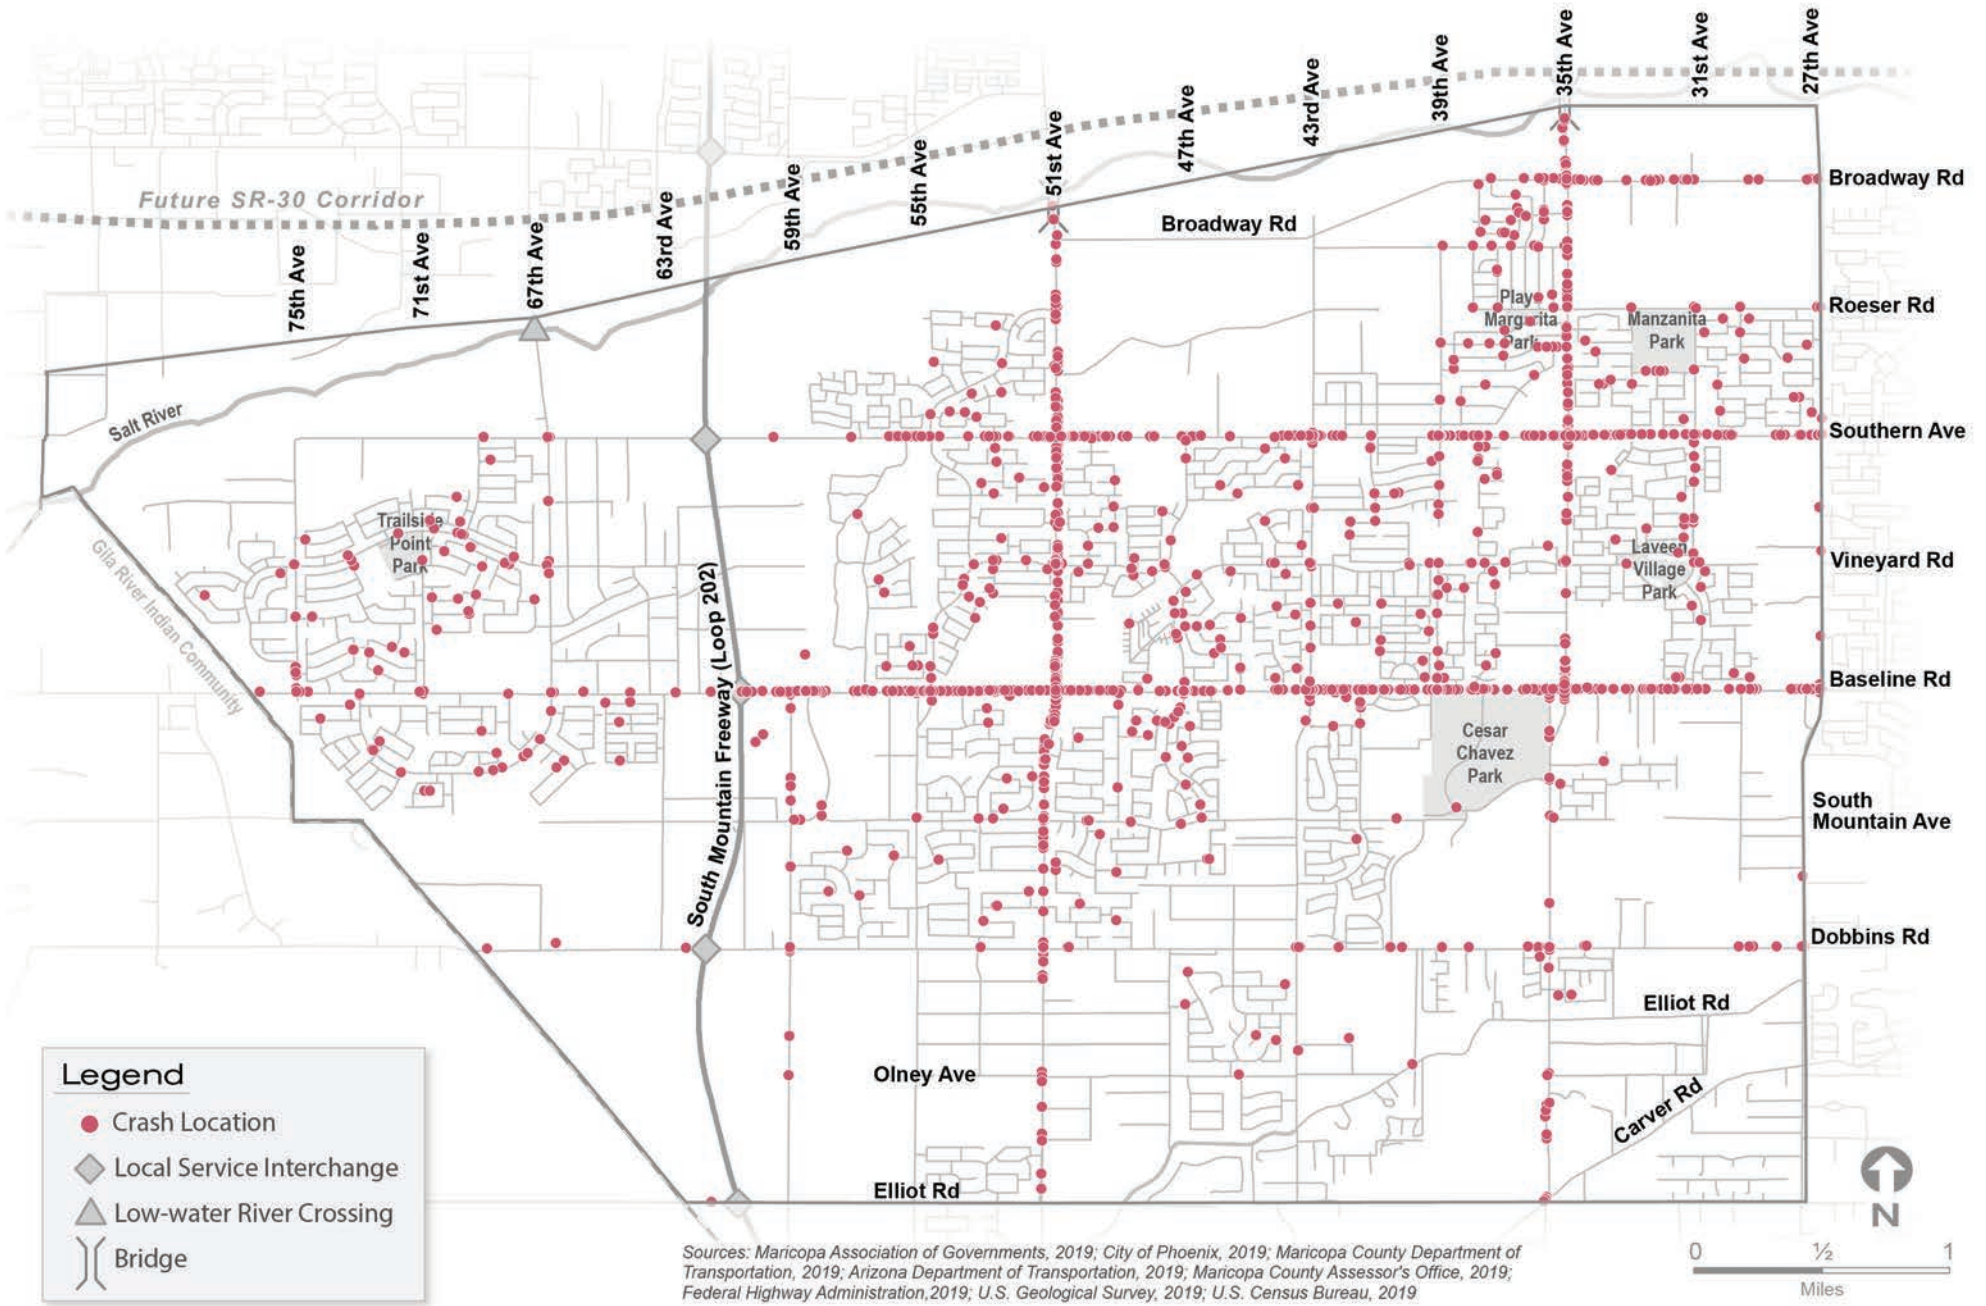 27th Ave
31st Ave
35th Ave
39th Ave
43rd Ave
47th Ave
51st Ave
55th Ave
59th Ave
63rd Ave
67th Ave
71st Ave
75th Ave
Future SR-30 Corridor
Broadway Rd
Broadway Rd
Roeser Rd
Play
Margarita
Park
Manzanita
Park
Salt River
Southern Ave
Trailside
Point
Park
Gila River Indian Community
South Mountain Freeway (Loop 202)
Laveen
Village
Park
Vineyard Rd
Baseline Rd
Cesar
Chavez
Park
South
Mountain Ave
Dobbins Rd
Elliot Rd
Olney Ave
Carver Rd
Elliot Rd
Legend
Crash Location
Local Service Interchange
Low-water River Crossing
Bridge
N
0 ½ 1
Miles
Sources: Maricopa Association of Governments, 2019; City of Phoenix, 2019; Maricopa County Department of
Transportation, 2019; Arizona Department of Transportation, 2019; Maricopa County Assessor's Office, 2019;
Federal Highway Administration,2019; U.S. Geological Survey, 2019; U.S. Census Bureau, 2019